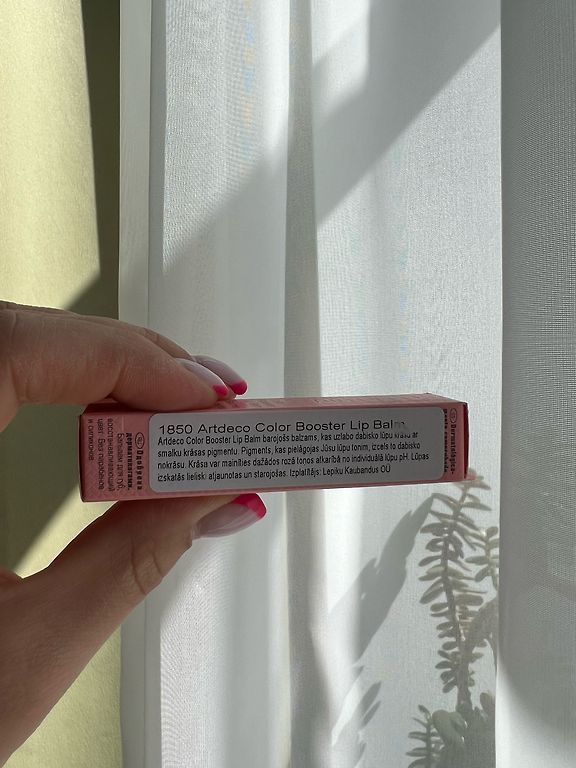 1850 Artdeco Color Booster Lip Balm
Artdeco Color Booster Lip Balm barojošs balzams, kas uzlabo dabisko lūpu krāsu ar
smalku krāsas pigmentu. Pigments, kas pielāgojas Jūsu lūpu tonim, izceļ to dabisko
nokrāsu. Krāsa var mainīties dažādos rozā toņos atkarībā no individuālā lūpu pH. Lūpas
izskatās lieliski: atjaunotas un starojošas. Izplatītājs: Lepiku Kaubandus OÜ